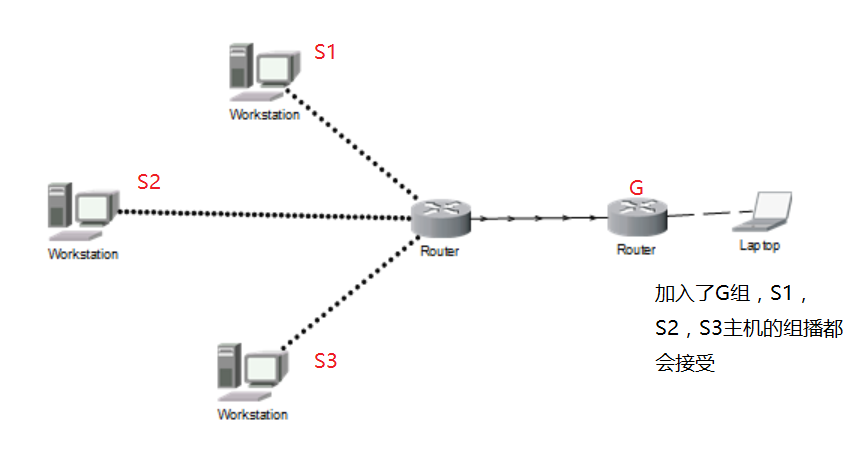 S1
Workstation
S2
Workstation
G
Router
Router
Laptop
加入了G组，S1，
S2，S3主机的组播都
会接受
S3
Workstation